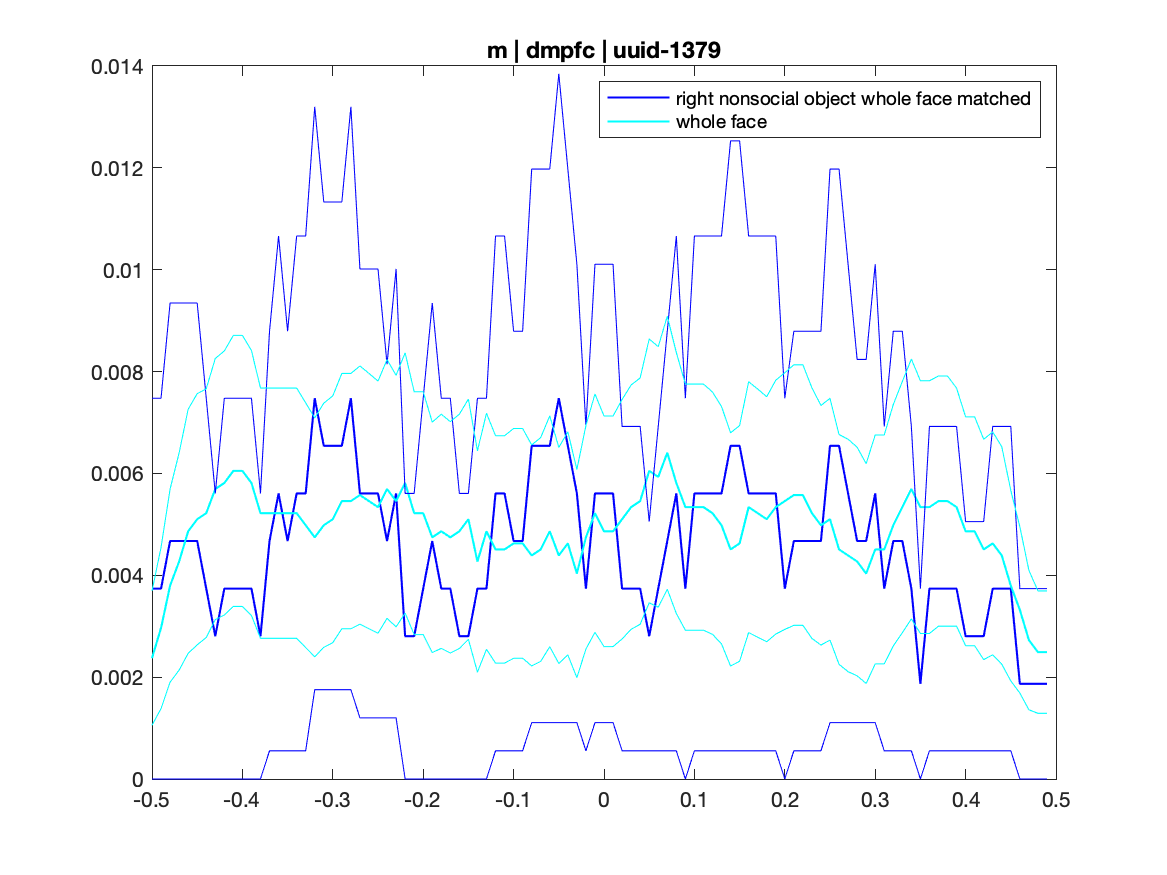 m | dmpfc | uuid-1379
right nonsocial object whole face matched
whole face
0.014
0.012
0.01
0.008
0.006
0.004
0.002
0
-0.5 -0.4 -0.3 -0.2 -0.1 0 0.1 0.2 0.3 0.4 0.5